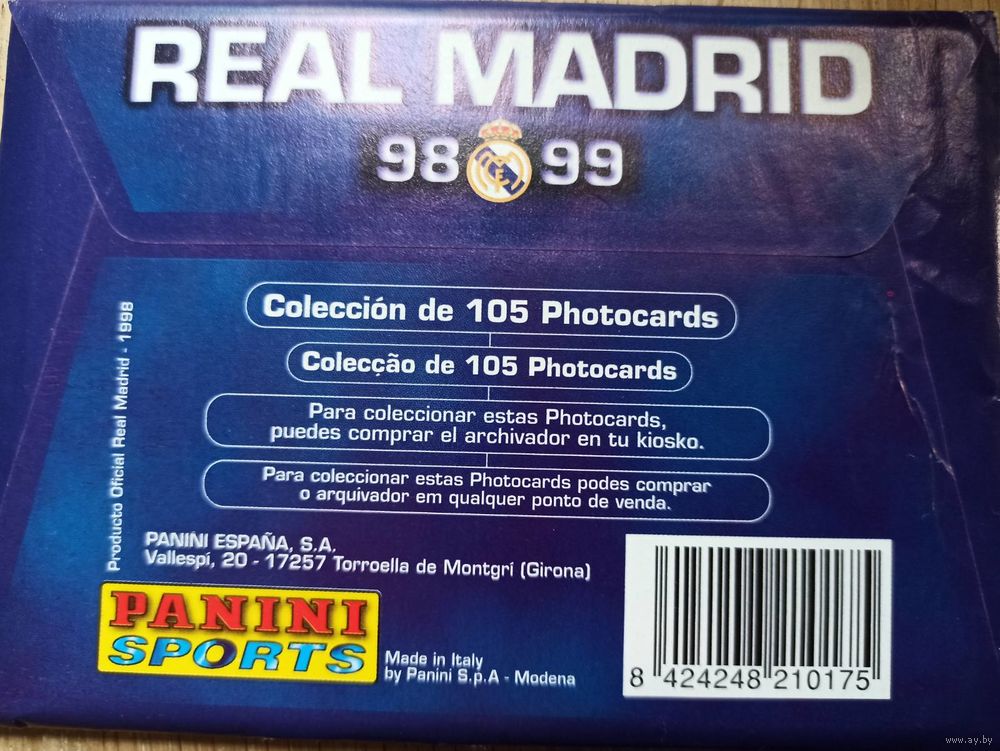 REAL MADRID
98 99
Colección de 105 Photocards
Colecção de 105 Photocards
Para coleccionar estas Photocards,
puedes comprar el archivador en tu kiosko.
Para coleccionar estas Photocards podes comprar
o arquivador em qualquer ponto de venda.
Producto Oficial Real Madrid - 1998
PANINI ESPAÑA, S.A.
Vallespí, 20 - 17257 Torroella de Montgrí (Girona)
PANINI
SPORTS
Made in Italy
by Panini S.p.A - Modena
8 424248 210175
www.ay.by